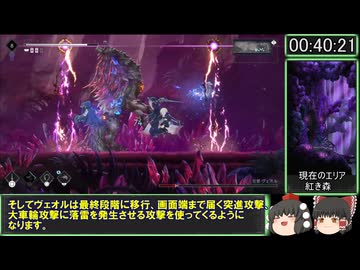 00:40:21
現在のエリア
紅き森
そしてヴェオルは最終段階に移行、画面端まで届く突進攻撃、
大車輪攻撃に落雷を発生させる攻撃を使ってくるように
なります。